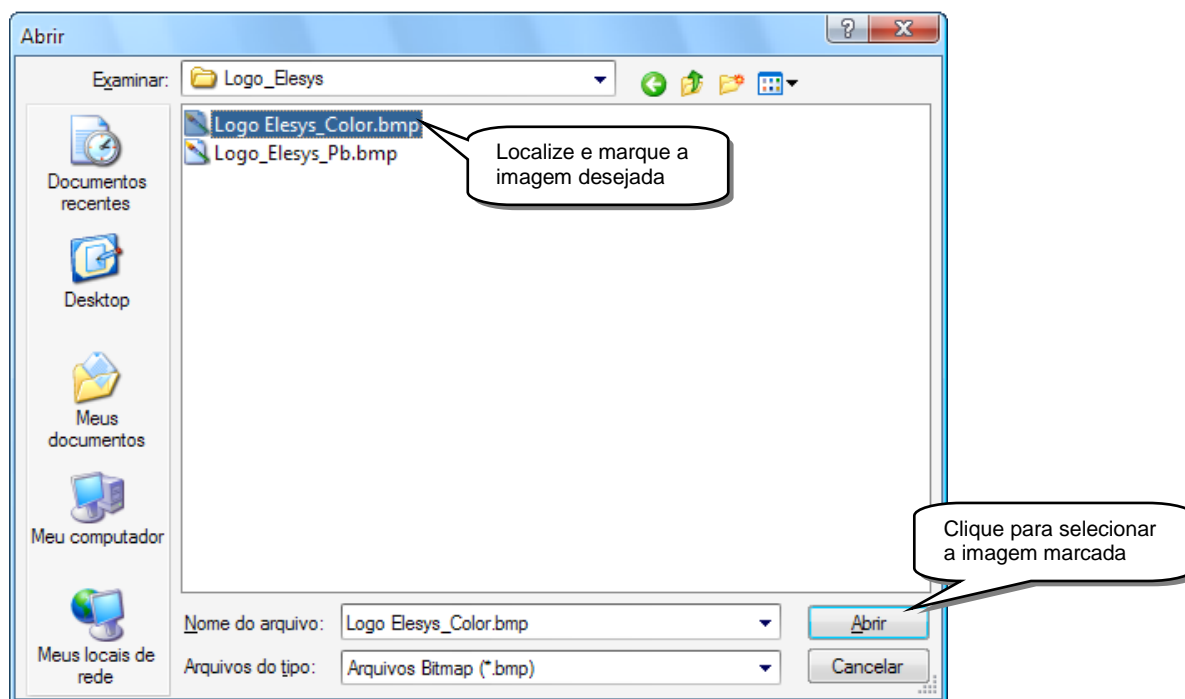 Abrir
Examinar:
Logo_Elesys
Logo Elesys_Color.bmp
Logo_Elesys_Pb.bmp
Localize e marque a
imagem desejada
Documentos
recentes
Desktop
Meus
documentos
Meu computador
Meus locais de
rede
Clique para selecionar
a imagem marcada
Nome do arquivo:
Logo Elesys_Color.bmp
Abrir
Arquivos do tipo:
Arquivos Bitmap (*.bmp)
Cancelar